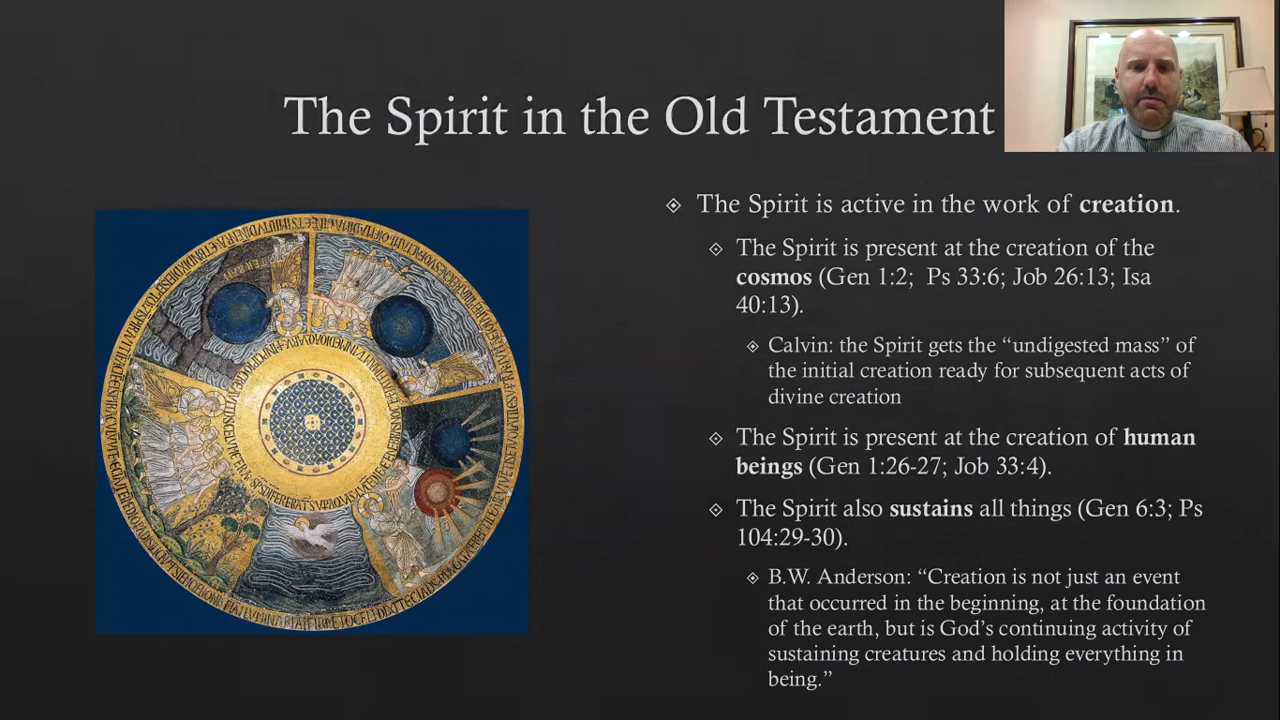 The Spirit in the Old Testament
The Spirit is active in the work of creation.
The Spirit is present at the creation of the
cosmos (Gen 1:2;  Ps 33:6; Job 26:13; Isa
40:13).
Calvin: the Spirit gets the “undigested mass” of
the initial creation ready for subsequent acts of
divine creation
The Spirit is present at the creation of human
beings (Gen 1:26-27; Job 33:4).
The Spirit also sustains all things (Gen 6:3; Ps
104:29-30).
B.W. Anderson: “Creation is not just an event
that occurred in the beginning, at the foundation
of the earth, but is God’s continuing activity of
sustaining creatures and holding everything in
being.”